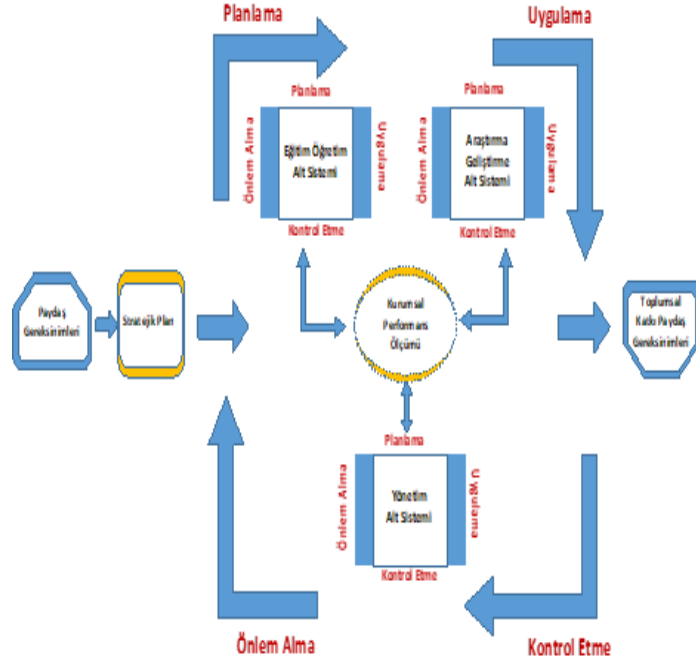 Planlama
Uygulama
Planlama
Önlem Alma
Eğitim Öğretim
Alt Sistemi
Uygulama
Kontrol Etme
Planlama
Önlem Alma
Araştırma
Geliştirme
Alt Sistemi
Uygulama
Kontrol Etme
Paydaş
Gereksinimleri
Stratejik Plan
Kurumsal
Performans
Ölçümü
Toplumsal
Katkı Paydaş
Gereksinimleri
Planlama
Önlem Alma
Yönetim
Alt Sistemi
Uygulama
Kontrol Etme
Önlem Alma
Kontrol Etme